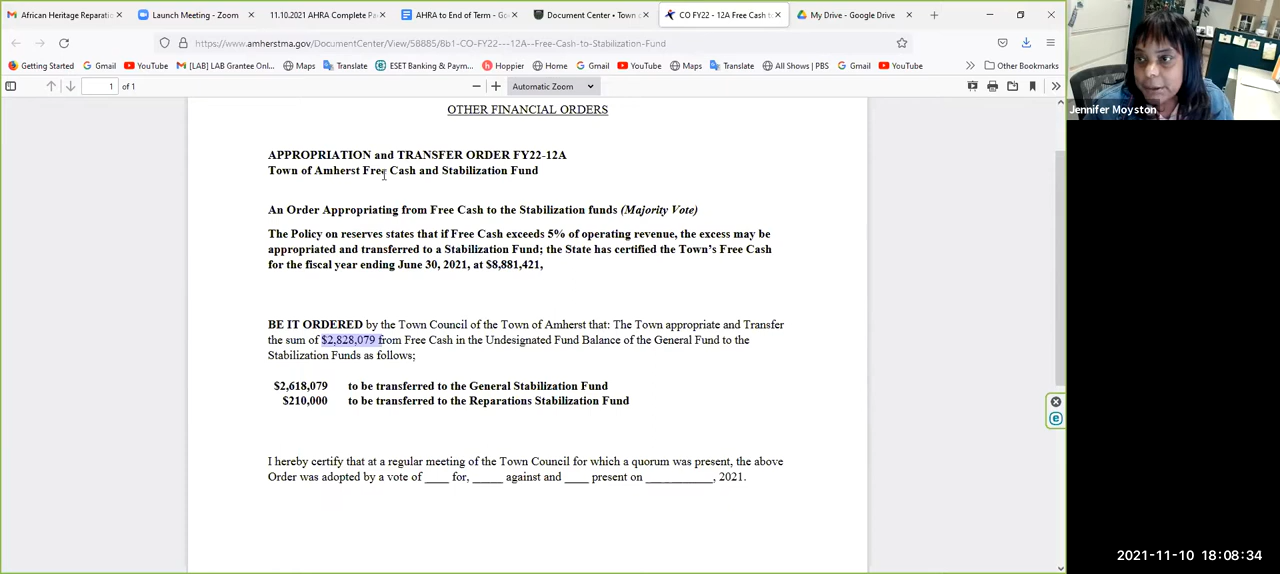 African Heritage Reparati
Launch Meeting - Zoom
11.10.2021 AHRA Complete Pa
AHRA to End of Term - Go
Document Center • Town o
CO FY22 - 12A Free Cash to
My Drive - Google Drive
https://www.amherstma.gov/DocumentCenter/View/58885/8b1-CO-FY22---12A--Free-Cash-to-Stabilization-Fund
Getting Started
Gmail
YouTube
[LAB] LAB Grantee Onl...
Maps
Translate
ESET Banking & Paym...
Hoppier
Home
Gmail
YouTube
Maps
Translate
All Shows | PBS
Gmail
YouTube
Other Bookmarks
1 of 1
Automatic Zoom
Jennifer Moyston
OTHER FINANCIAL ORDERS
APPROPRIATION and TRANSFER ORDER FY22-12A
Town of Amherst Free Cash and Stabilization Fund
An Order Appropriating from Free Cash to the Stabilization funds (Majority Vote)
The Policy on reserves states that if Free Cash exceeds 5% of operating revenue, the excess may be
appropriated and transferred to a Stabilization Fund; the State has certified the Town's Free Cash
for the fiscal year ending June 30, 2021, at $8,881,421,
BE IT ORDERED by the Town Council of the Town of Amherst that: The Town appropriate and Transfer
the sum of $2,828,079 from Free Cash in the Undesignated Fund Balance of the General Fund to the
Stabilization Funds as follows;
$2,618,079 to be transferred to the General Stabilization Fund
$210,000 to be transferred to the Reparations Stabilization Fund
I hereby certify that at a regular meeting of the Town Council for which a quorum was present, the above
Order was adopted by a vote of ____ for, _____ against and ____ present on ___________, 2021.
2021-11-10 18:08:34